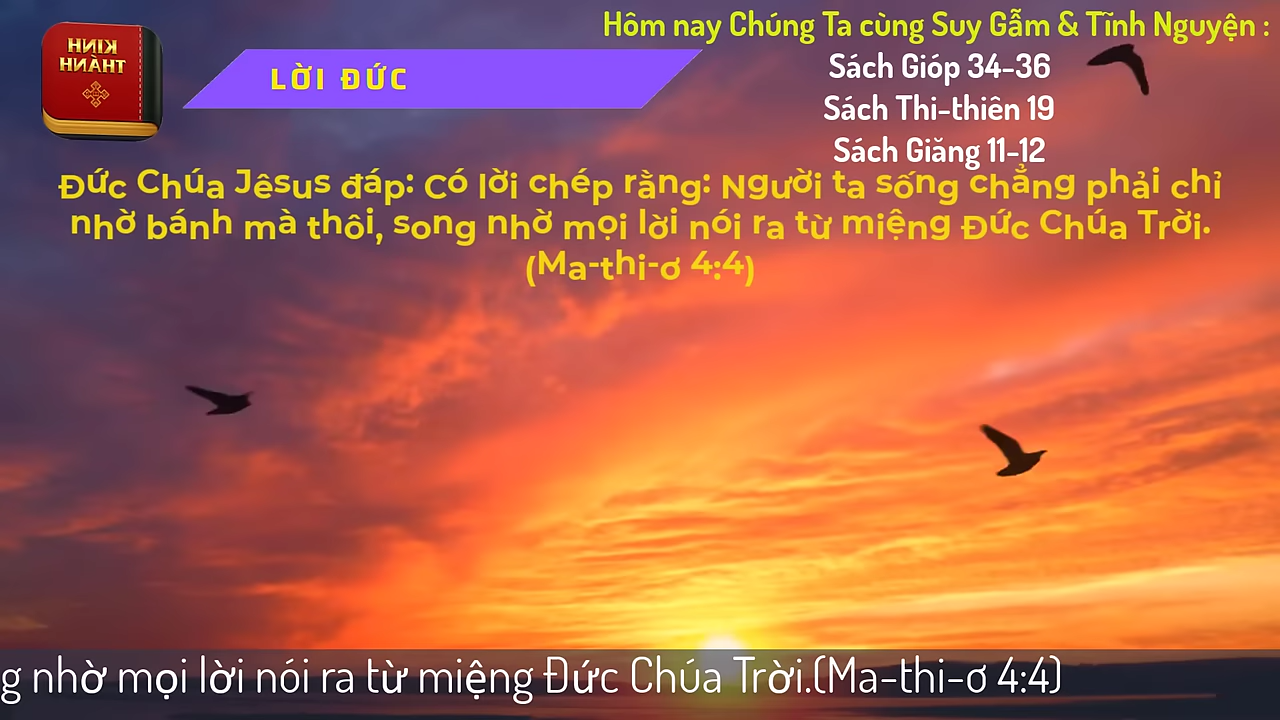 KINH
THÁNH
LỜI ĐỨC
Hôm nay Chúng Ta cùng Suy Gẫm & Tĩnh Nguyện :
Sách Gióp 34-36
Sách Thi-thiên 19
Sách Giăng 11-12
Đức Chúa Jêsus đáp: Có lời chép rằng: Người ta sống chẳng phải chỉ
nhờ bánh mà thôi, song nhờ mọi lời nói ra từ miệng Đức Chúa Trời.
(Ma-thi-ơ 4:4)
g nhờ mọi lời nói ra từ miệng Đức Chúa Trời.(Ma-thi-ơ 4:4)